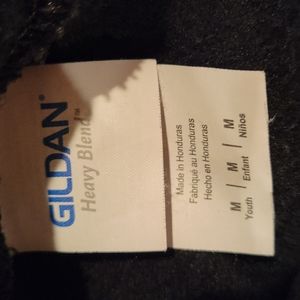 GILDAN®
Heavy Blend™
Made in Honduras
Fabriqué au Honduras
Hecho en Honduras
M | M | M
Youth Enfant Niños